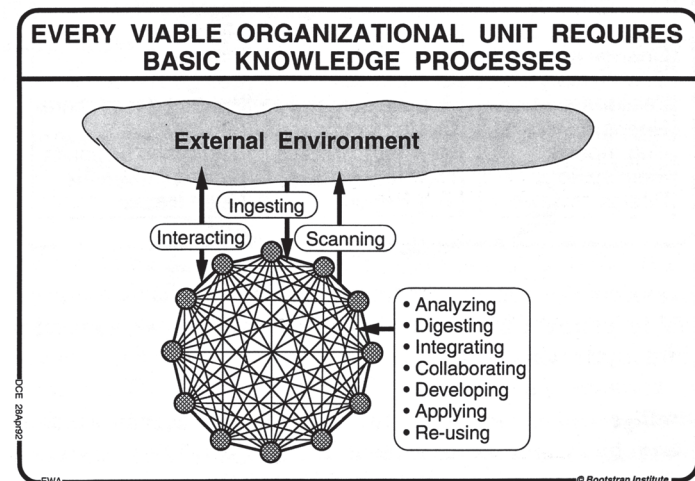 EVERY VIABLE ORGANIZATIONAL UNIT REQUIRES
BASIC KNOWLEDGE PROCESSES
External Environment
Ingesting
Interacting
Scanning
• Analyzing
• Digesting
• Integrating
• Collaborating
• Developing
• Applying
• Re-using
DCE 28Apr92
EWA
© Bootstrap Institute